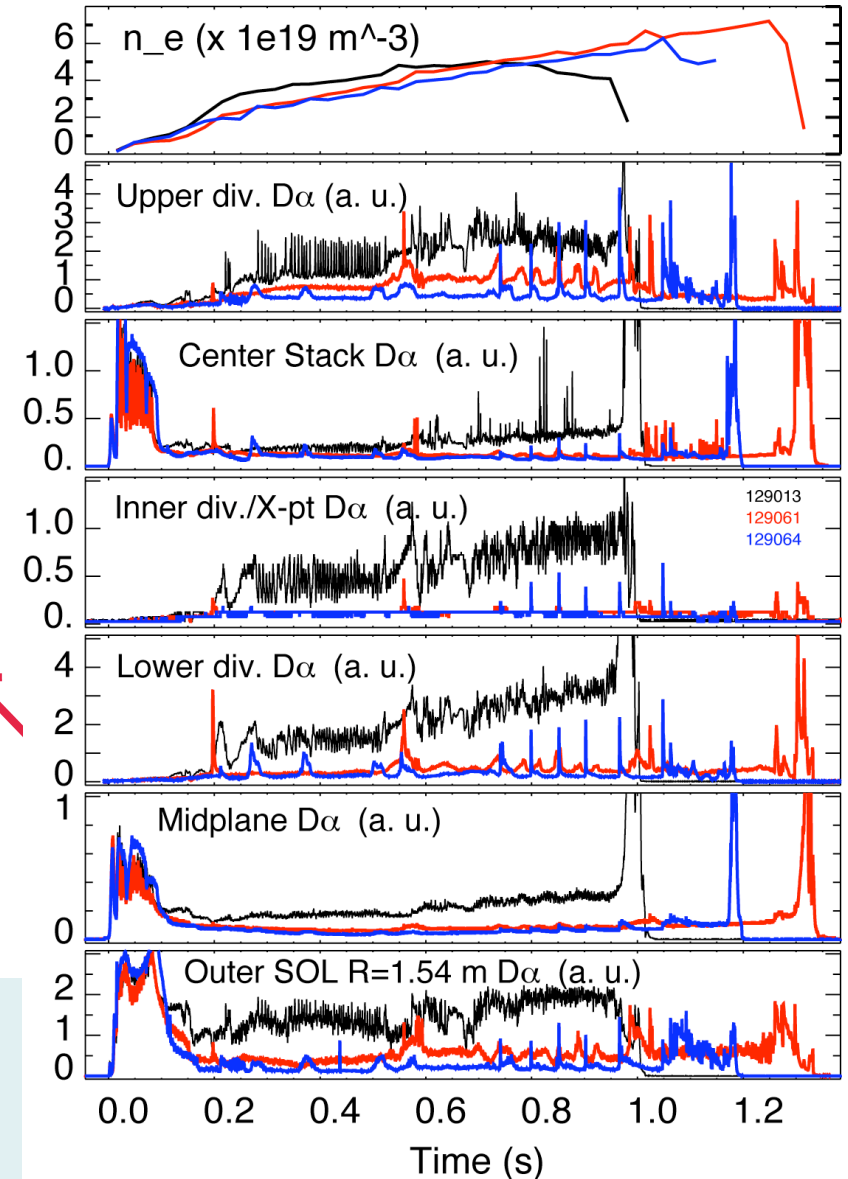 n_e (x 1e19 m^-3)
6
4
2
0
Upper div. Dα (a. u.)
4
3
2
1
0
Center Stack Dα (a. u.)
1.0
0.5
0.
Inner div./X-pt Dα (a. u.)
129013
129061
129064
1.0
0.5
0.
Lower div. Dα (a. u.)
4
2
0
Midplane Dα (a. u.)
1
0
Outer SOL R=1.54 m Dα (a. u.)
2
1
0
0.0 0.2 0.4 0.6 0.8 1.0 1.2
Time (s)